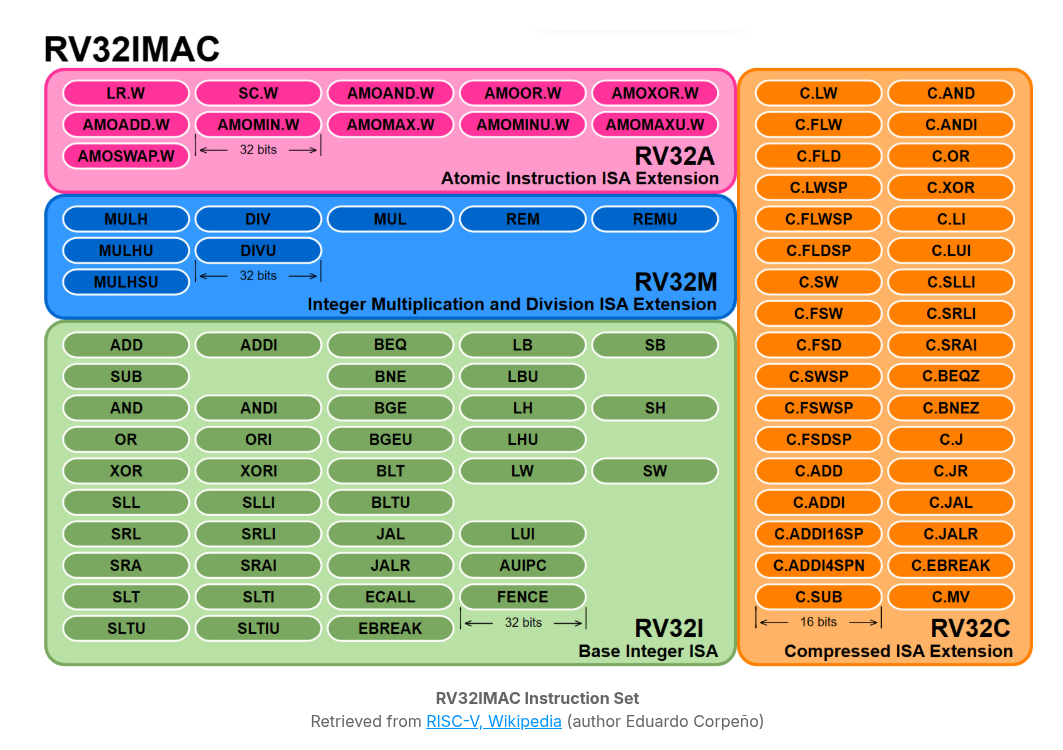 RV32IMAC
LR.W SC.W AMOAND.W AMOOR.W AMOXOR.W
AMOADD.W AMOMIN.W AMOMAX.W AMOMINU.W AMOMAXU.W
AMOSWAP.W 32 bits RV32A
Atomic Instruction ISA Extension
MULH DIV MUL REM REMU
MULHU DIVU
MULHSU 32 bits RV32M
Integer Multiplication and Division ISA Extension
ADD ADDI BEQ LB SB
SUB BNE LBU
AND ANDI BGE LH SH
OR ORI BGEU LHU
XOR XORI BLT LW SW
SLL SLLI BLTU
SRL SRLI JAL LUI
SRA SRAI JALR AUIPC
SLT SLTI ECALL FENCE
SLTU SLTIU EBREAK 32 bits RV32I
Base Integer ISA
C.LW C.AND
C.FLW C.ANDI
C.FLD C.OR
C.LWSP C.XOR
C.FLWSP C.LI
C.FLDSP C.LUI
C.SW C.SLLI
C.FSW C.SRLI
C.FSD C.SRAI
C.SWSP C.BEQZ
C.FSWSP C.BNEZ
C.FSDSP C.J
C.ADD C.JR
C.ADDI C.JAL
C.ADDI16SP C.JALR
C.ADDI4SPN C.EBREAK
C.SUB C.MV
16 bits RV32C
Compressed ISA Extension
RV32IMAC Instruction Set
Retrieved from RISC-V, Wikipedia (author Eduardo Corpeño)